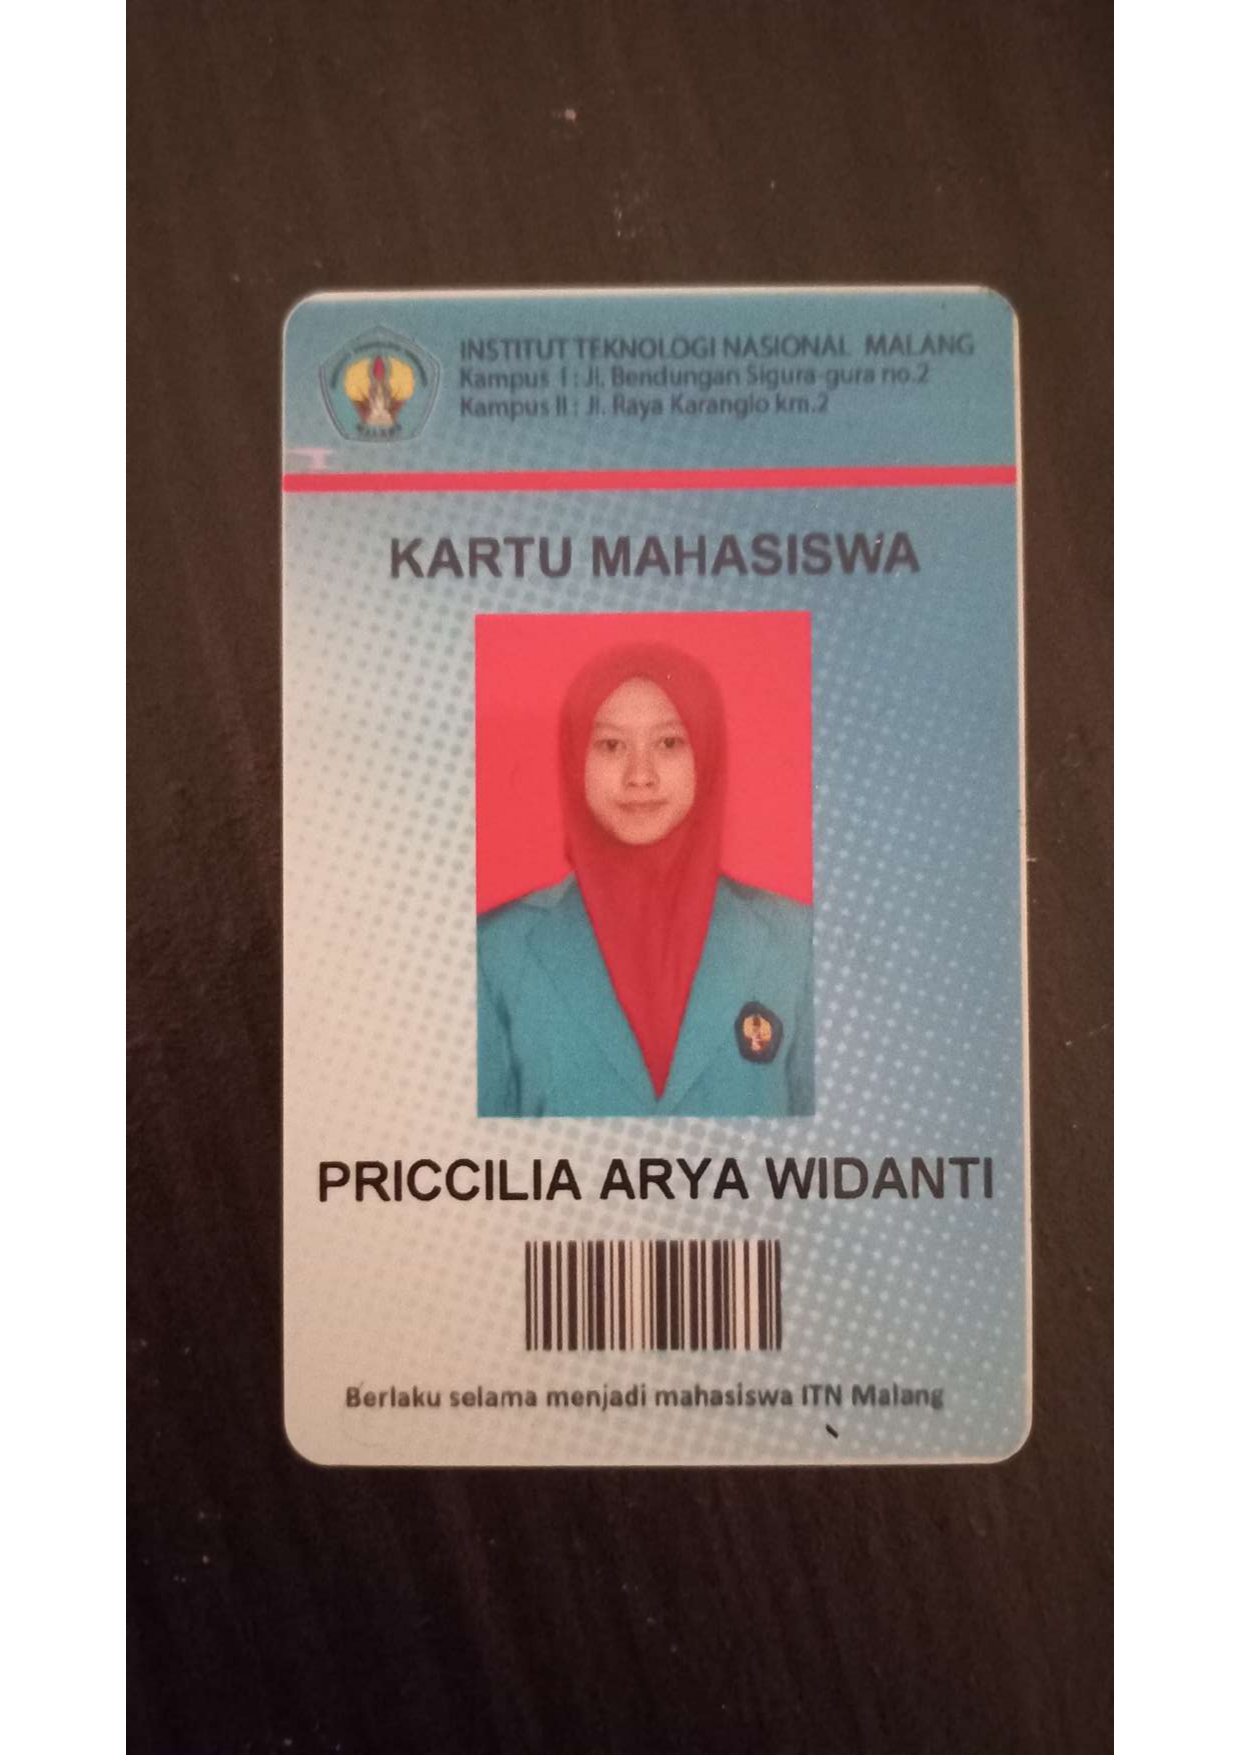 INSTITUT TEKNOLOGI NASIONAL MALANG
Kampus I : Jl. Bendungan Sigura-gura no.2
Kampus II : Jl. Raya Karanglo km.2
KARTU MAHASISWA
PRICCILIA ARYA WIDANTI
Berlaku selama menjadi mahasiswa ITN Malang